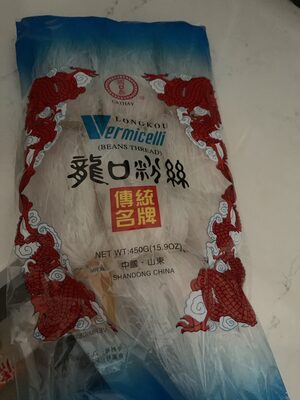 CATHAY
LONGKOU
Vermicelli
(BEANS THREAD)
龍口粉絲
傳統
名牌
NET WT:450G(15.9OZ)
中國·山東
SHANDONG CHINA